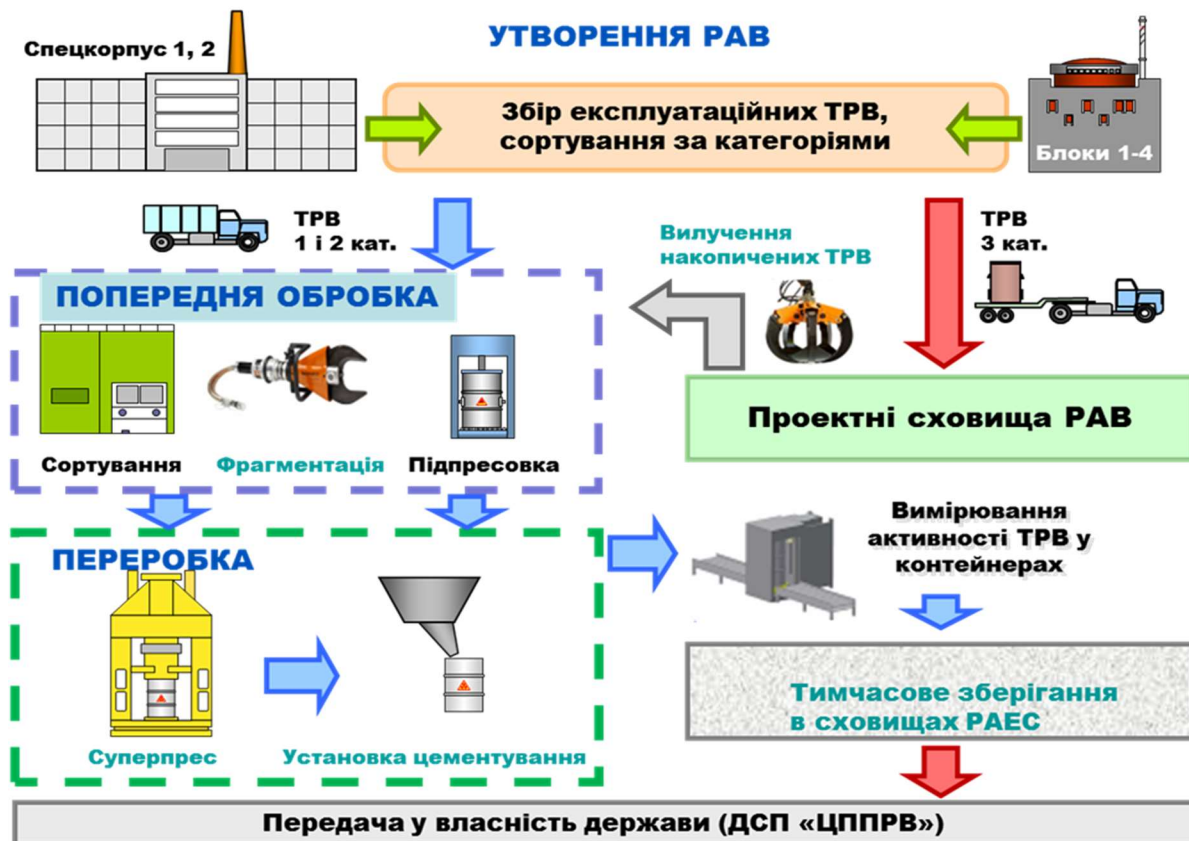 Спецкорпус 1, 2
УТВОРЕННЯ РАВ
Збір експлуатаційних ТРВ,
сортування за категоріями
Блоки 1-4
ТРВ
1 і 2 кат.
Вилучення
накопичених ТРВ
ТРВ
3 кат.
ПОПЕРЕДНЯ ОБРОБКА
Сортування
Фрагментація
Підпресовка
Проектні сховища РАВ
ПЕРЕРОБКА
Суперпрес
Установка цементування
Вимірювання
активності ТРВ у
контейнерах
Тимчасове зберігання
в сховищах РАЕС
Передача у власність держави (ДСП «ЦППРВ»)